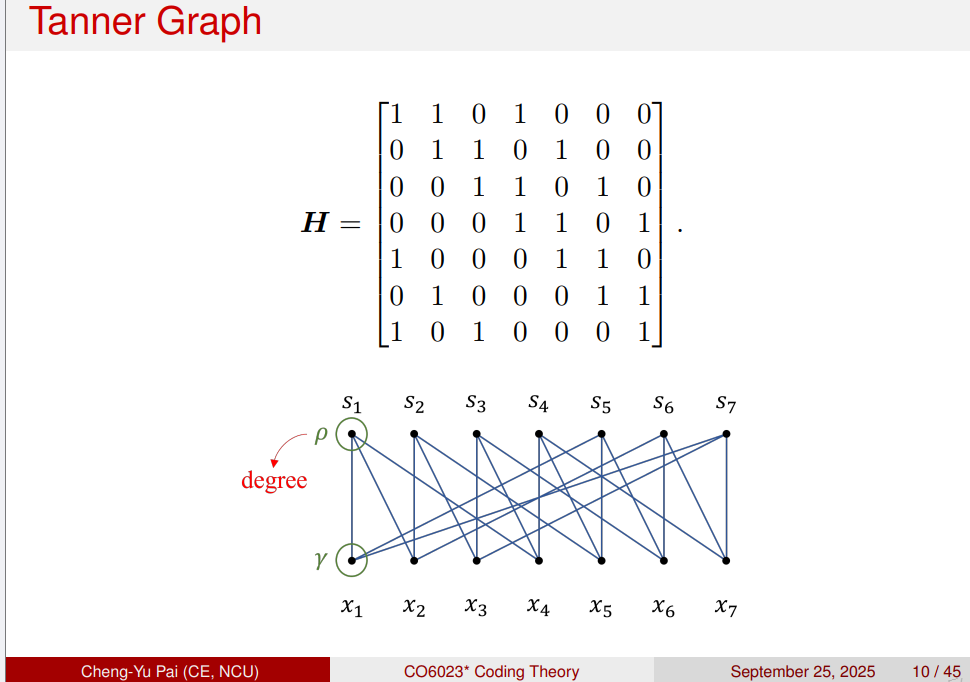 Tanner Graph
1 1 0 1 0 0 0
0 1 1 0 1 0 0
0 0 1 1 0 1 0
H = 0 0 0 1 1 0 1 .
1 0 0 0 1 1 0
0 1 0 0 0 1 1
1 0 1 0 0 0 1
s₁ s₂ s₃ s₄ s₅ s₆ s₇
ρ
degree
γ
x₁ x₂ x₃ x₄ x₅ x₆ x₇
Cheng-Yu Pai (CE, NCU) CO6023* Coding Theory September 25, 2025 10 / 45